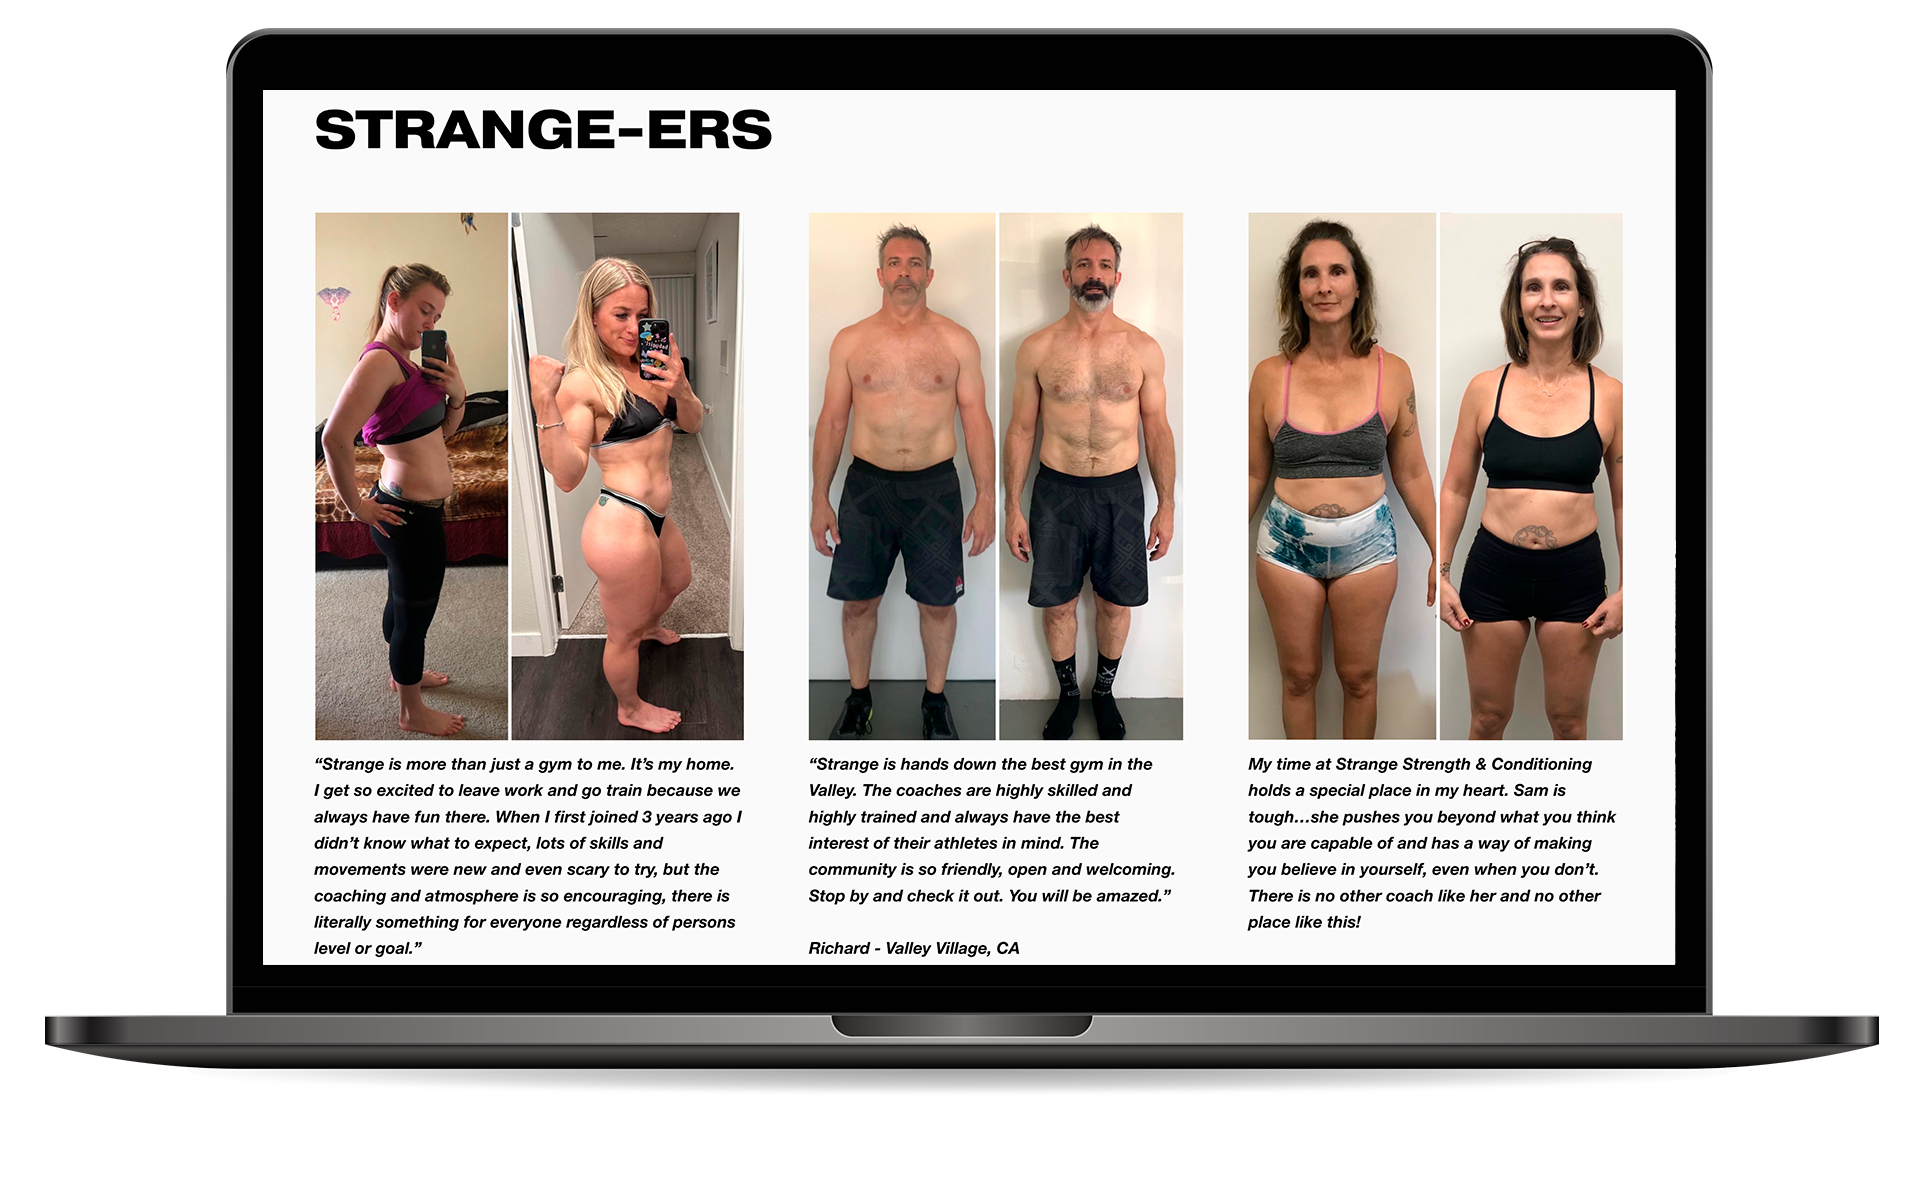 STRANGE-ERS
“Strange is more than just a gym to me. It’s my home.
I get so excited to leave work and go train because we
always have fun there. When I first joined 3 years ago I
didn’t know what to expect, lots of skills and
movements were new and even scary to try, but the
coaching and atmosphere is so encouraging, there is
literally something for everyone regardless of persons
level or goal.”
“Strange is hands down the best gym in the
Valley. The coaches are highly skilled and
highly trained and always have the best
interest of their athletes in mind. The
community is so friendly, open and welcoming.
Stop by and check it out. You will be amazed.”
Richard - Valley Village, CA
My time at Strange Strength & Conditioning
holds a special place in my heart. Sam is
tough...she pushes you beyond what you think
you are capable of and has a way of making
you believe in yourself, even when you don’t.
There is no other coach like her and no other
place like this!